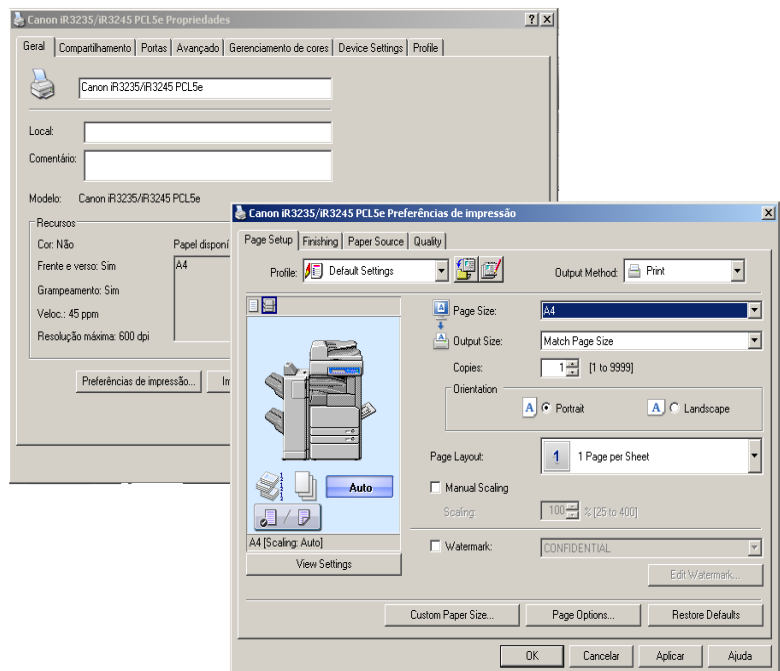 Canon iR3235/iR3245 PCL5e Propriedades
Geral Compartilhamento Portas Avançado Gerenciamento de cores Device Settings Profile
Canon iR3235/iR3245 PCL5e
Local:
Comentário:
Modelo: Canon iR3235/iR3245 PCL5e
Recursos
Cor: Não Papel disponí
Frente e verso: Sim A4
Grampeamento: Sim
Veloc.: 45 ppm
Resolução máxima: 600 dpi
Preferências de impressão... Im
Canon iR3235/iR3245 PCL5e Preferências de impressão
Page Setup Finishing Paper Source Quality
Profile: Default Settings Output Method: Print
Page Size: A4
Output Size: Match Page Size
Copies: 1 [1 to 9999]
Orientation
A Portrait A Landscape
Page Layout: 1 1 Page per Sheet
Manual Scaling
Scaling: 100 % [25 to 400]
Auto
A4 [Scaling: Auto]
View Settings
Watermark: CONFIDENTIAL
Edit Watermark...
Custom Paper Size... Page Options... Restore Defaults
OK Cancelar Aplicar Ajuda